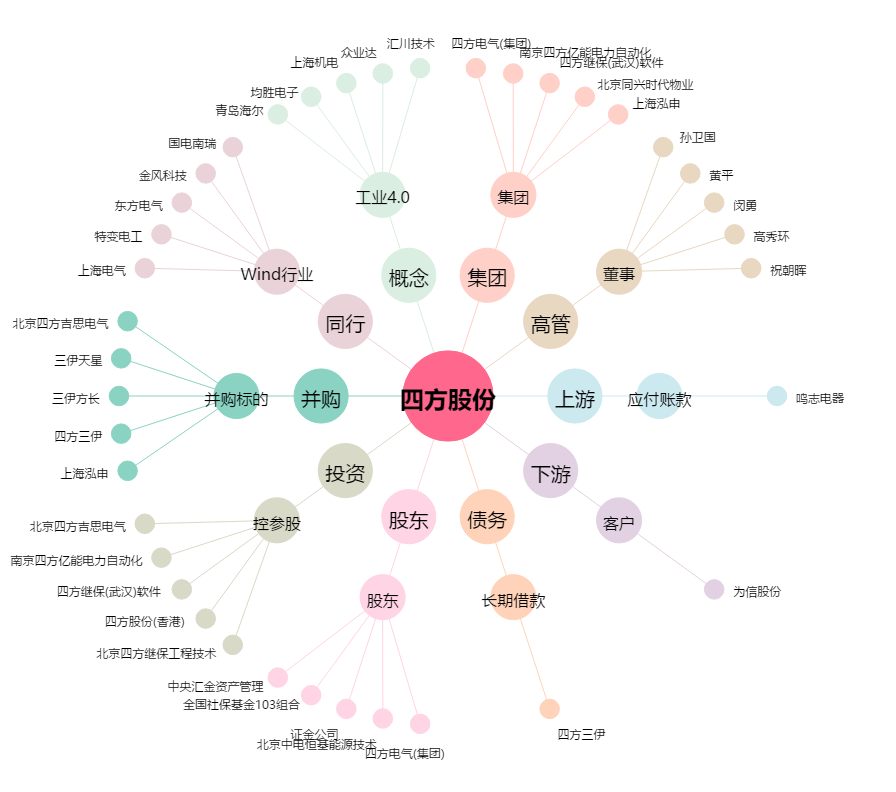 汇川技术
四方电气(集团)
众业达
南京四方亿能电力自动化
上海机电
四方继保(武汉)软件
均胜电子
北京同兴时代物业
青岛海尔
上海泓申
国电南瑞
孙卫国
金风科技
黄平
工业4.0
集团
东方电气
闵勇
特变电工
高秀环
上海电气
Wind行业
概念
集团
董事
祝朝晖
北京四方吉思电气
同行
高管
三伊天星
三伊方长
并购标的
并购
四方股份
上游
应付账款
鸣志电器
四方三伊
上海泓申
投资
下游
北京四方吉思电气
控参股
股东
债务
客户
南京四方亿能电力自动化
四方继保(武汉)软件
为信股份
股东
长期借款
四方股份(香港)
北京四方继保工程技术
中央汇金资产管理
全国社保基金103组合
证金公司
四方三伊
北京中电恒基能源技术
四方电气(集团)